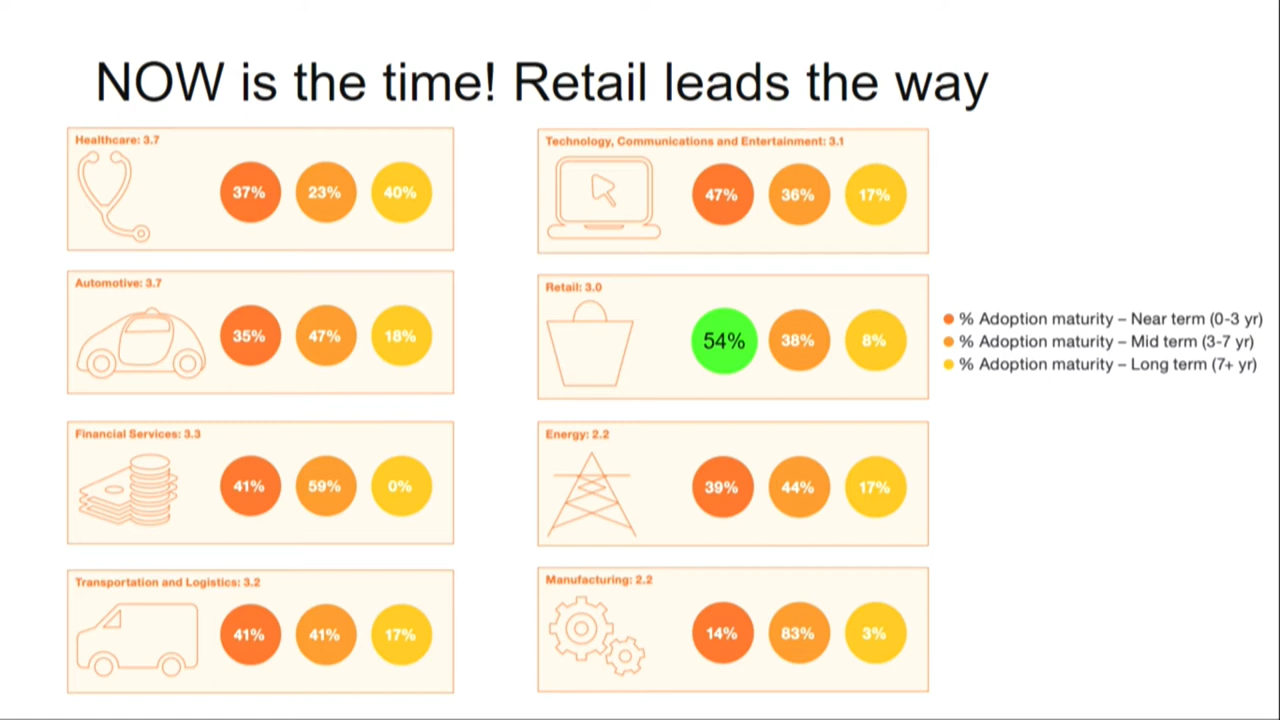 NOW is the time! Retail leads the way
Healthcare: 3.7
37% 23% 40%
Automotive: 3.7
35% 47% 18%
Financial Services: 3.3
41% 59% 0%
Transportation and Logistics: 3.2
41% 41% 17%
Technology, Communications and Entertainment: 3.1
47% 36% 17%
Retail: 3.0
54% 38% 8%
Energy: 2.2
39% 44% 17%
Manufacturing: 2.2
14% 83% 3%
% Adoption maturity – Near term (0-3 yr)
% Adoption maturity – Mid term (3-7 yr)
% Adoption maturity – Long term (7+ yr)